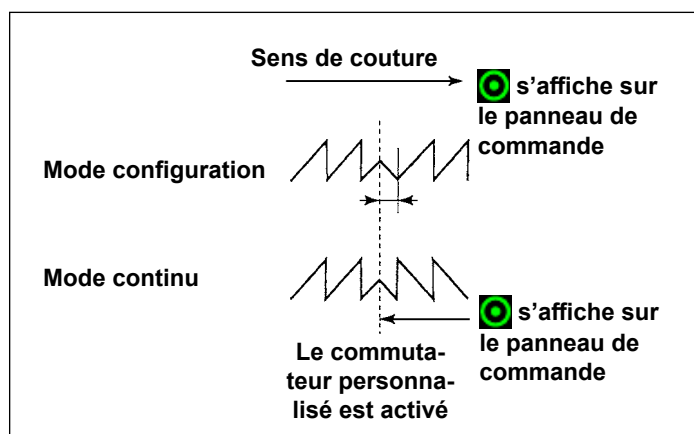 Sens de couture
s’affiche sur
le panneau de
commande
Mode configuration
Mode continu
s’affiche sur
le panneau de
commande
Le commuta-
teur personna-
lisé est activé